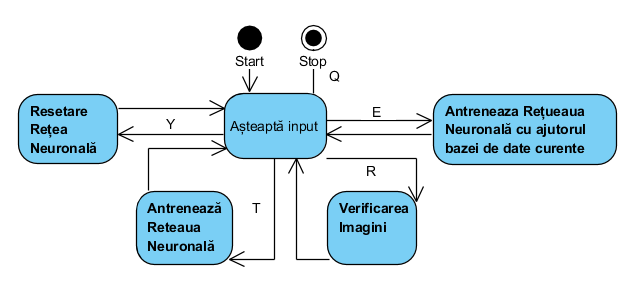 Start
Stop
Q
Resetare
Rețea
Neuronală
Y
Așteaptă input
E
Antreneaza Rețueaua
Neuronală cu ajutorul
bazei de date curente
R
Antrenează
Reteaua
Neuronală
T
Verificarea
Imagini